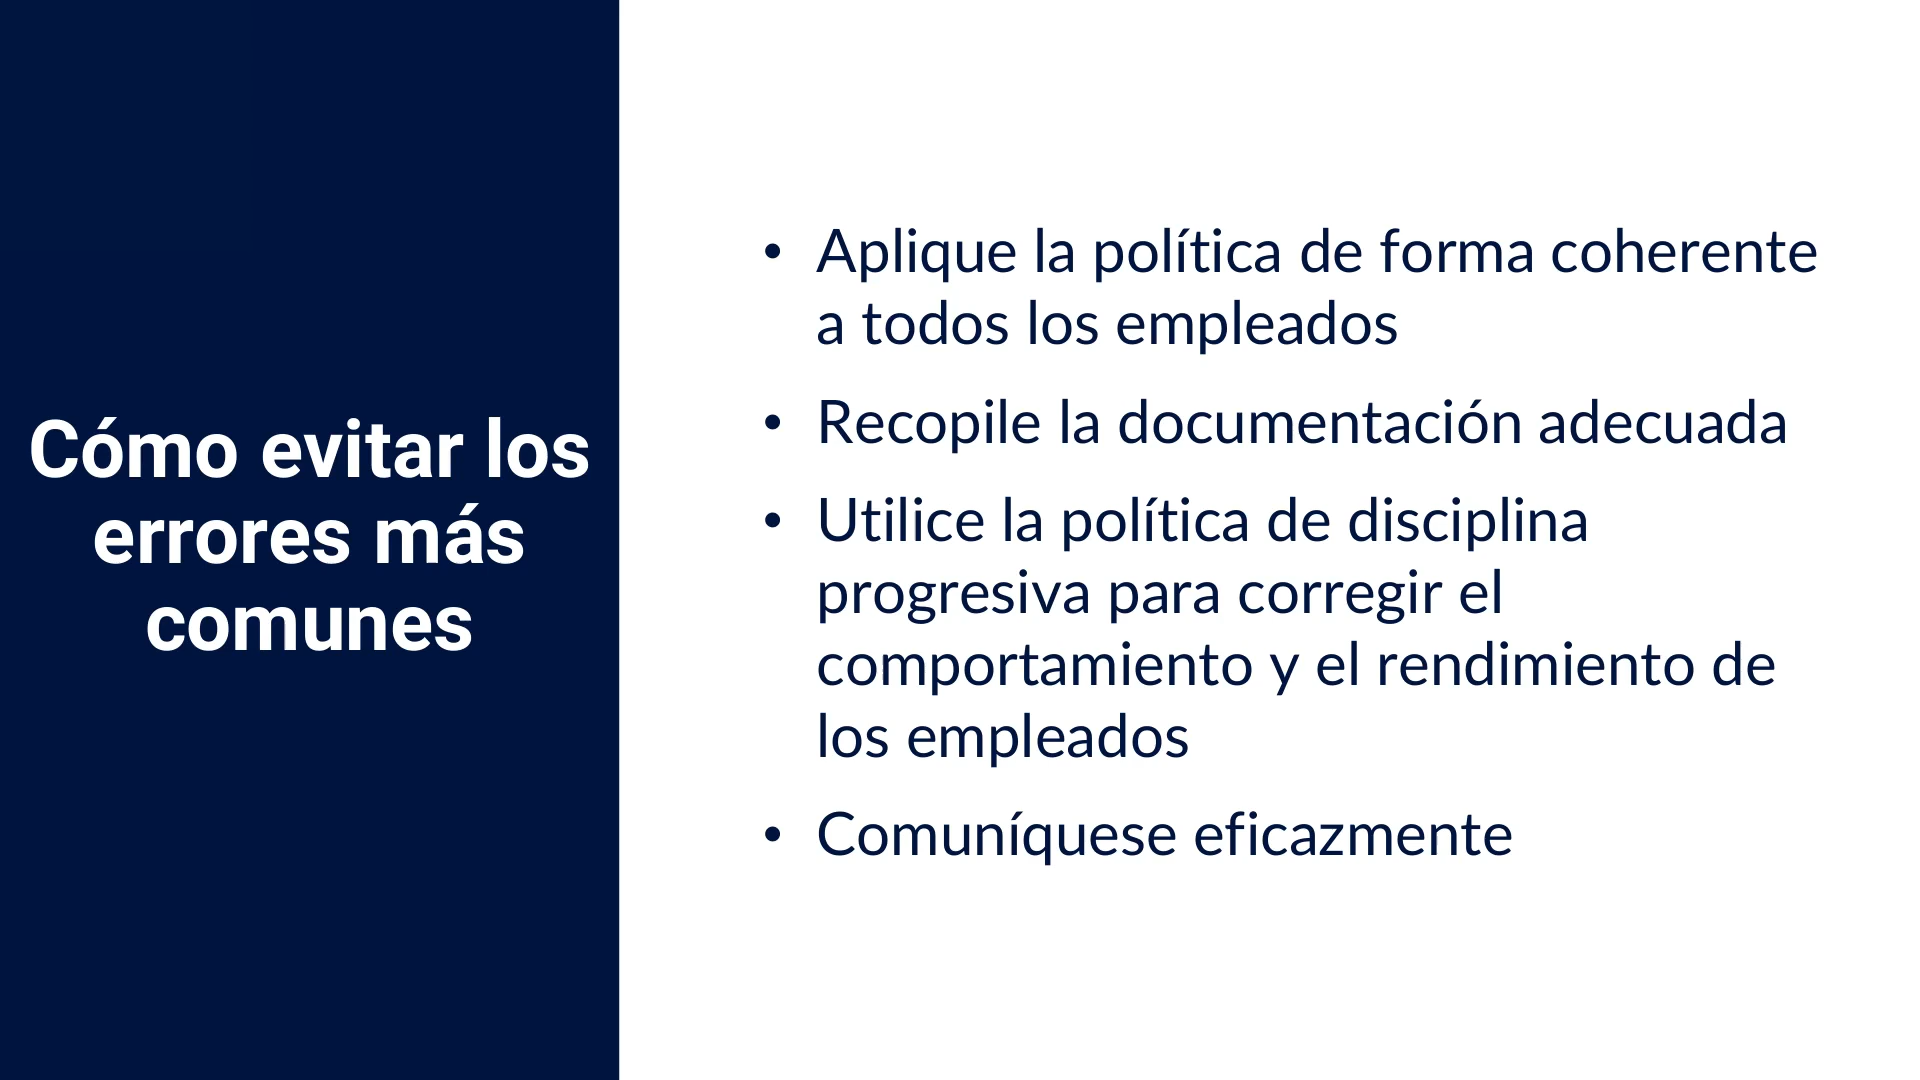 Cómo evitar los
errores más
comunes
• Aplique la política de forma coherente
a todos los empleados
• Recopile la documentación adecuada
• Utilice la política de disciplina
progresiva para corregir el
comportamiento y el rendimiento de
los empleados
• Comuníquese eficazmente